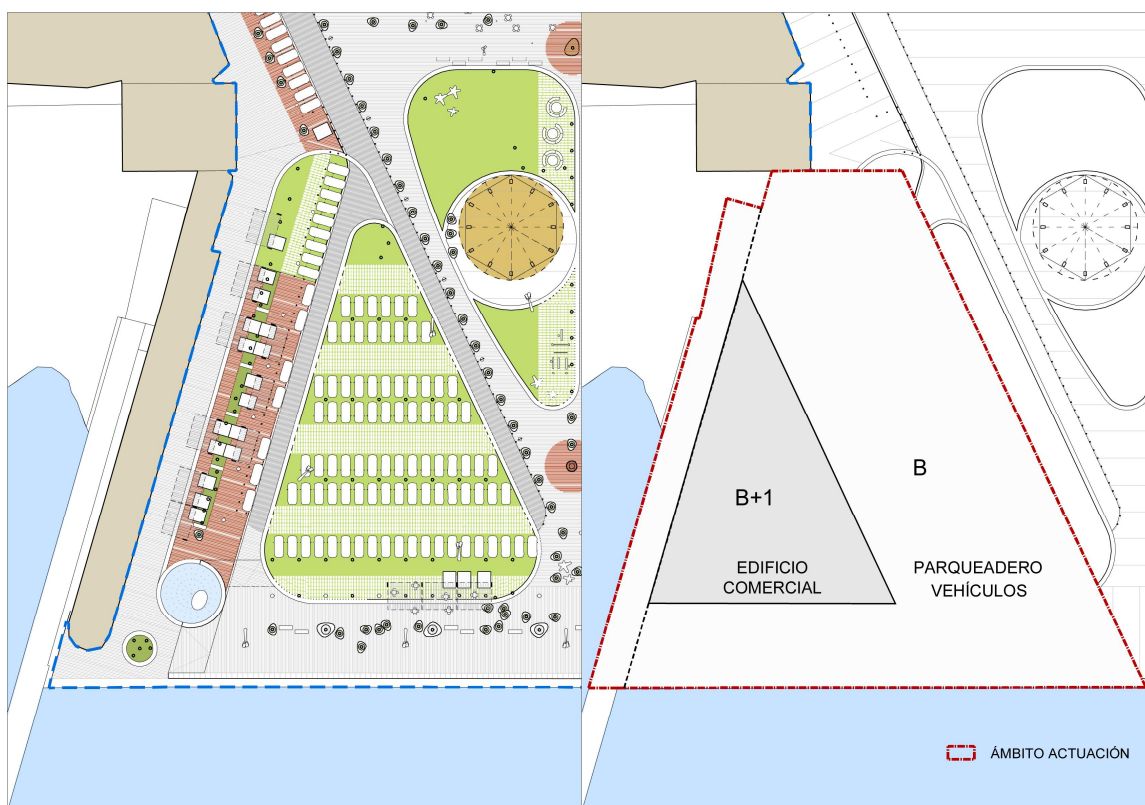 B
B+1
EDIFICIO
COMERCIAL
PARQUEADERO
VEHÍCULOS
ÁMBITO ACTUACIÓN